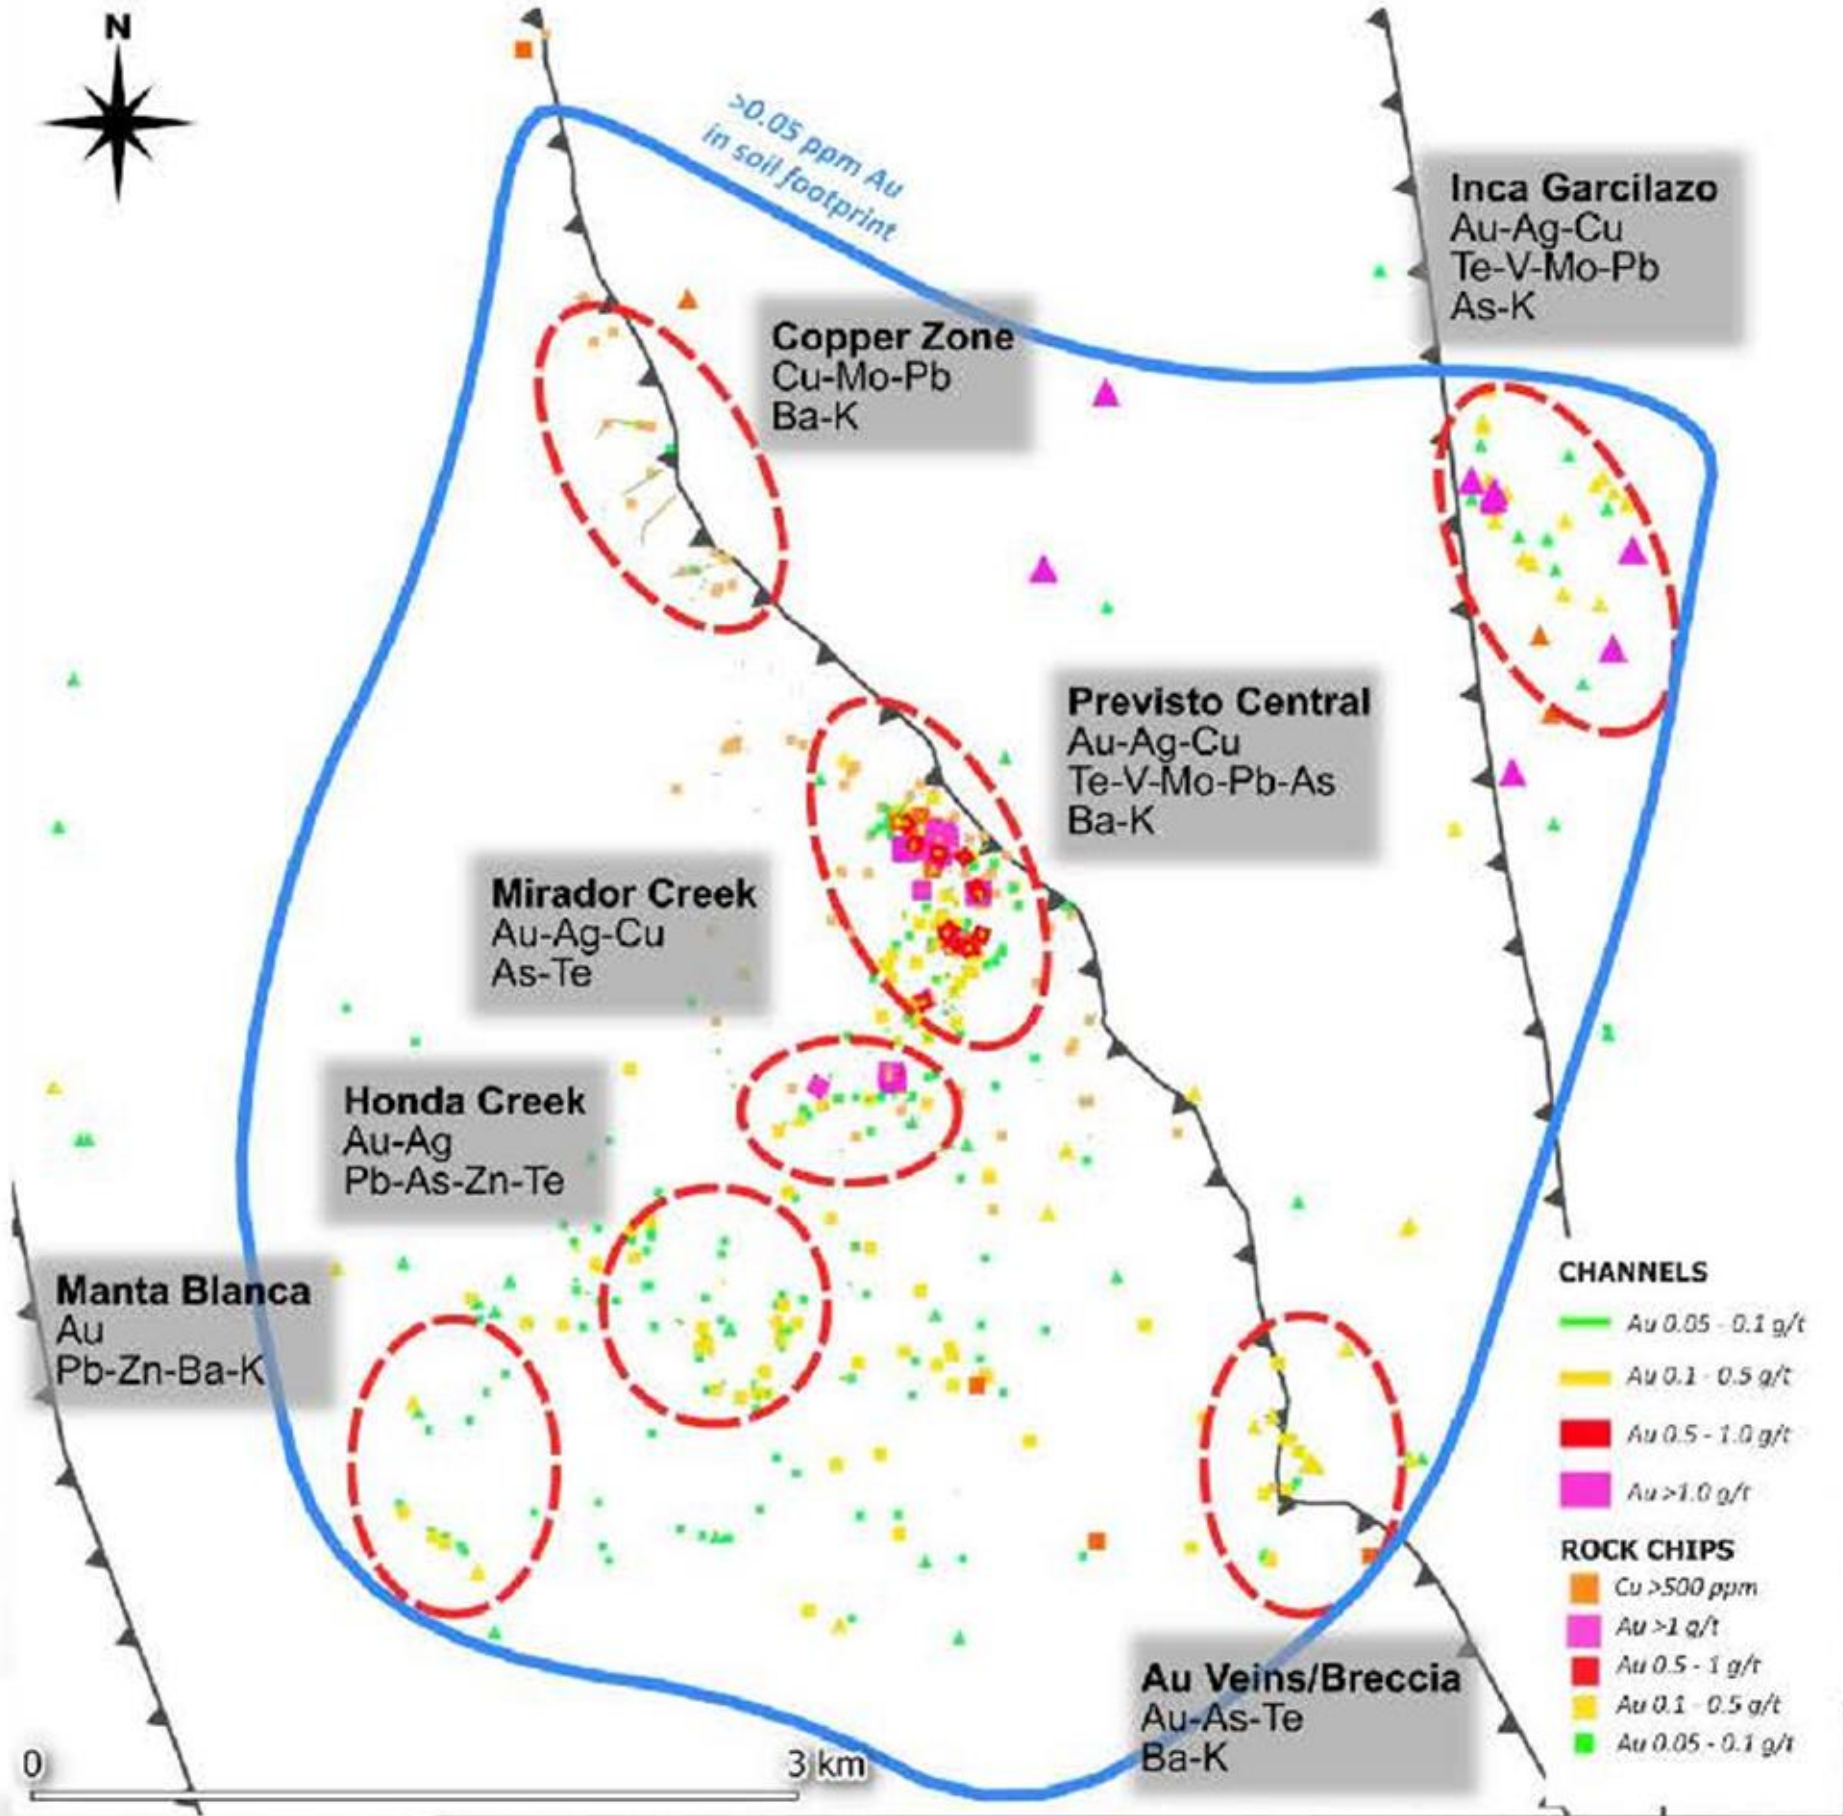 N
>0.05 ppm Au
in soil footprint
Inca Garcilazo
Au-Ag-Cu
Te-V-Mo-Pb
As-K
Copper Zone
Cu-Mo-Pb
Ba-K
Previsto Central
Au-Ag-Cu
Te-V-Mo-Pb-As
Ba-K
Mirador Creek
Au-Ag-Cu
As-Te
Honda Creek
Au-Ag
Pb-As-Zn-Te
Manta Blanca
Au
Pb-Zn-Ba-K
Au Veins/Breccia
Au-As-Te
Ba-K
CHANNELS
Au 0.05 - 0.1 g/t
Au 0.1 - 0.5 g/t
Au 0.5 - 1.0 g/t
Au >1.0 g/t
ROCK CHIPS
Cu >500 ppm
Au >1 g/t
Au 0.5 - 1 g/t
Au 0.1 - 0.5 g/t
Au 0.05 - 0.1 g/t
0
3 km